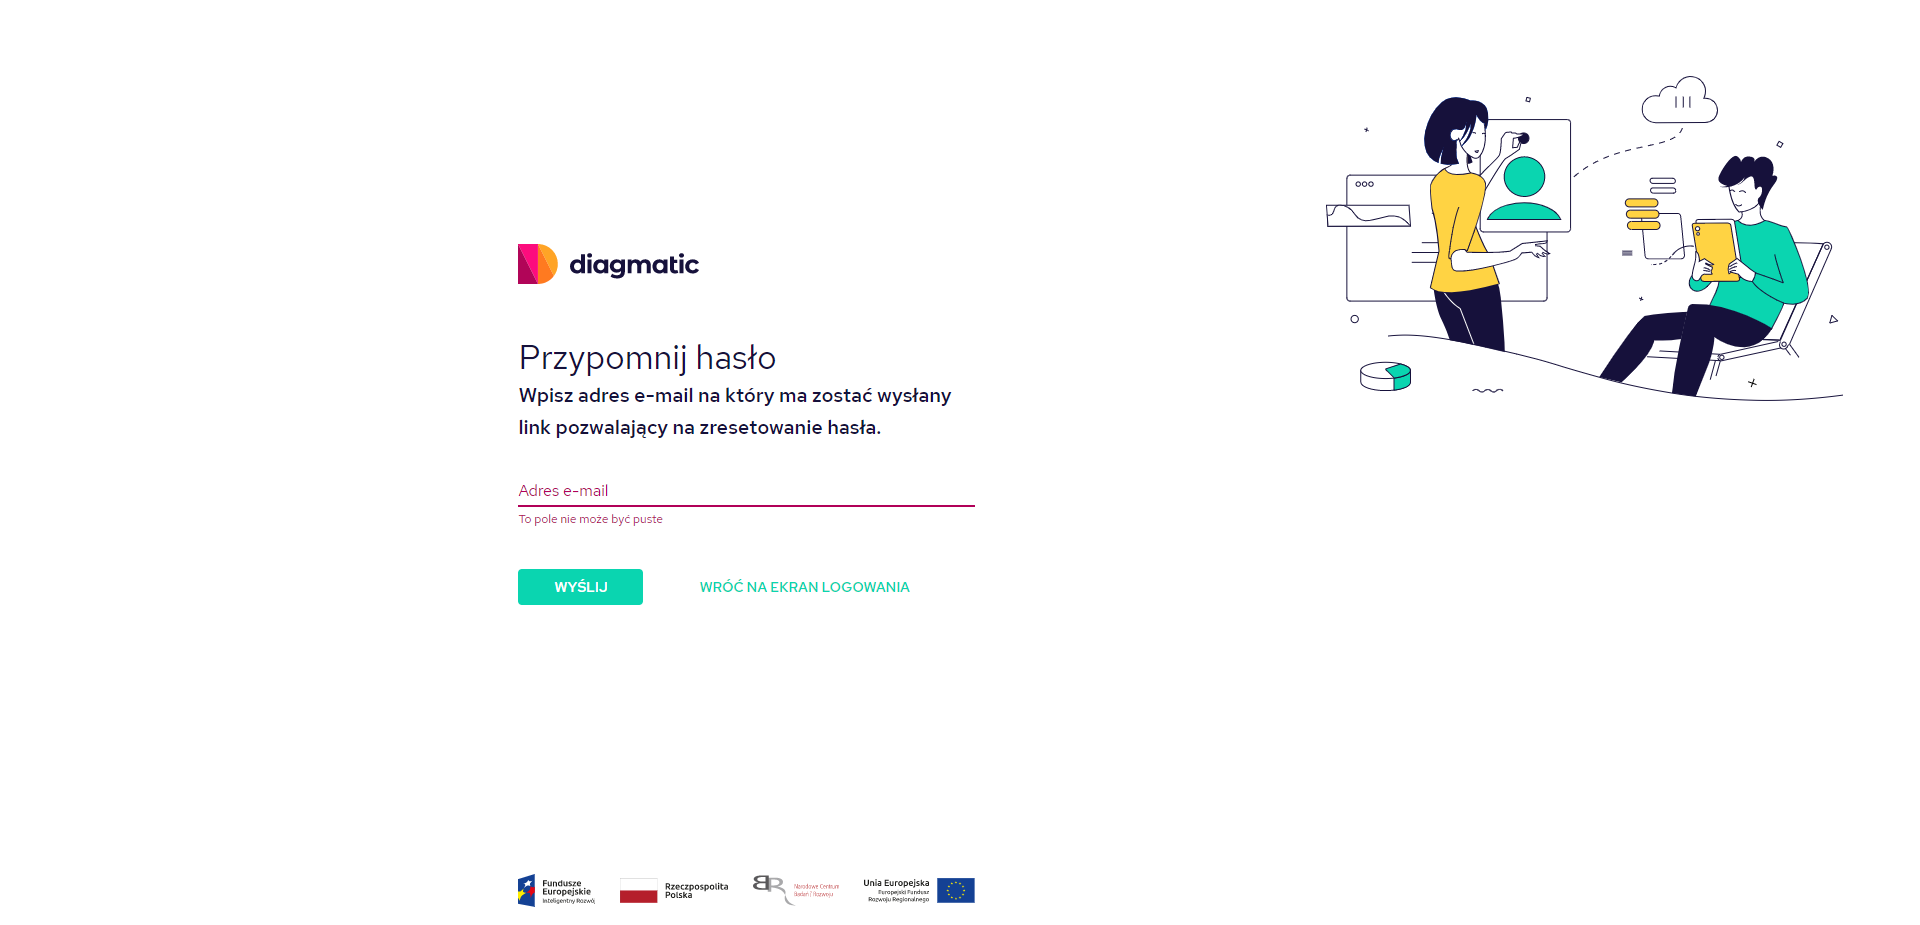 diagmatic
Przypomnij hasło
Wpisz adres e-mail na który ma zostać wysłany
link pozwalający na zresetowanie hasła.
Adres e-mail
To pole nie może być puste
WYŚLIJ
WRÓĆ NA EKRAN LOGOWANIA
Fundusze
Europejskie
Inteligentny Rozwój
Rzeczpospolita
Polska
Narodowe Centrum
Badań i Rozwoju
Unia Europejska
Europejski Fundusz
Rozwoju Regionalnego